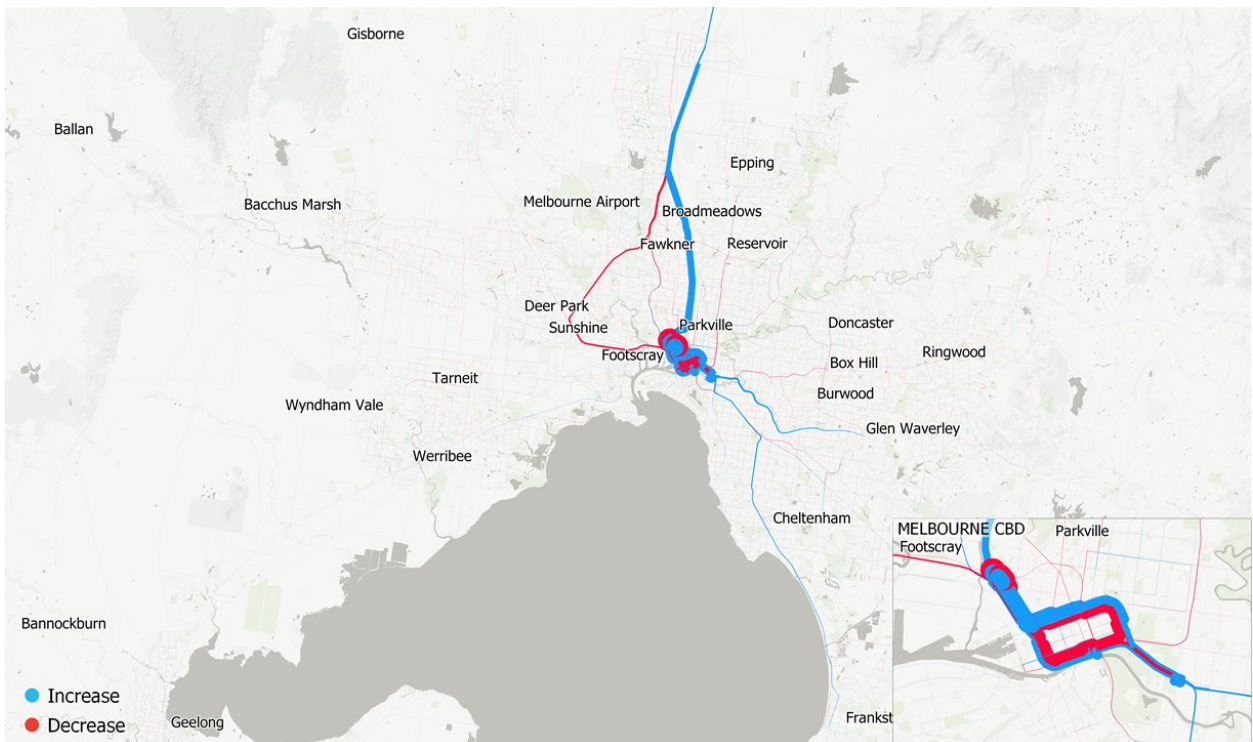 Gisborne
Ballan
Epping
Bacchus Marsh
Melbourne Airport
Broadmeadows
Fawkner
Reservoir
Deer Park
Sunshine
Parkville
Doncaster
Footscray
Box Hill
Ringwood
Tarneit
Burwood
Wyndham Vale
Glen Waverley
Werribee
Cheltenham
MELBOURNE CBD
Parkville
Footscray
Bannockburn
Increase
Decrease
Geelong
Frankst